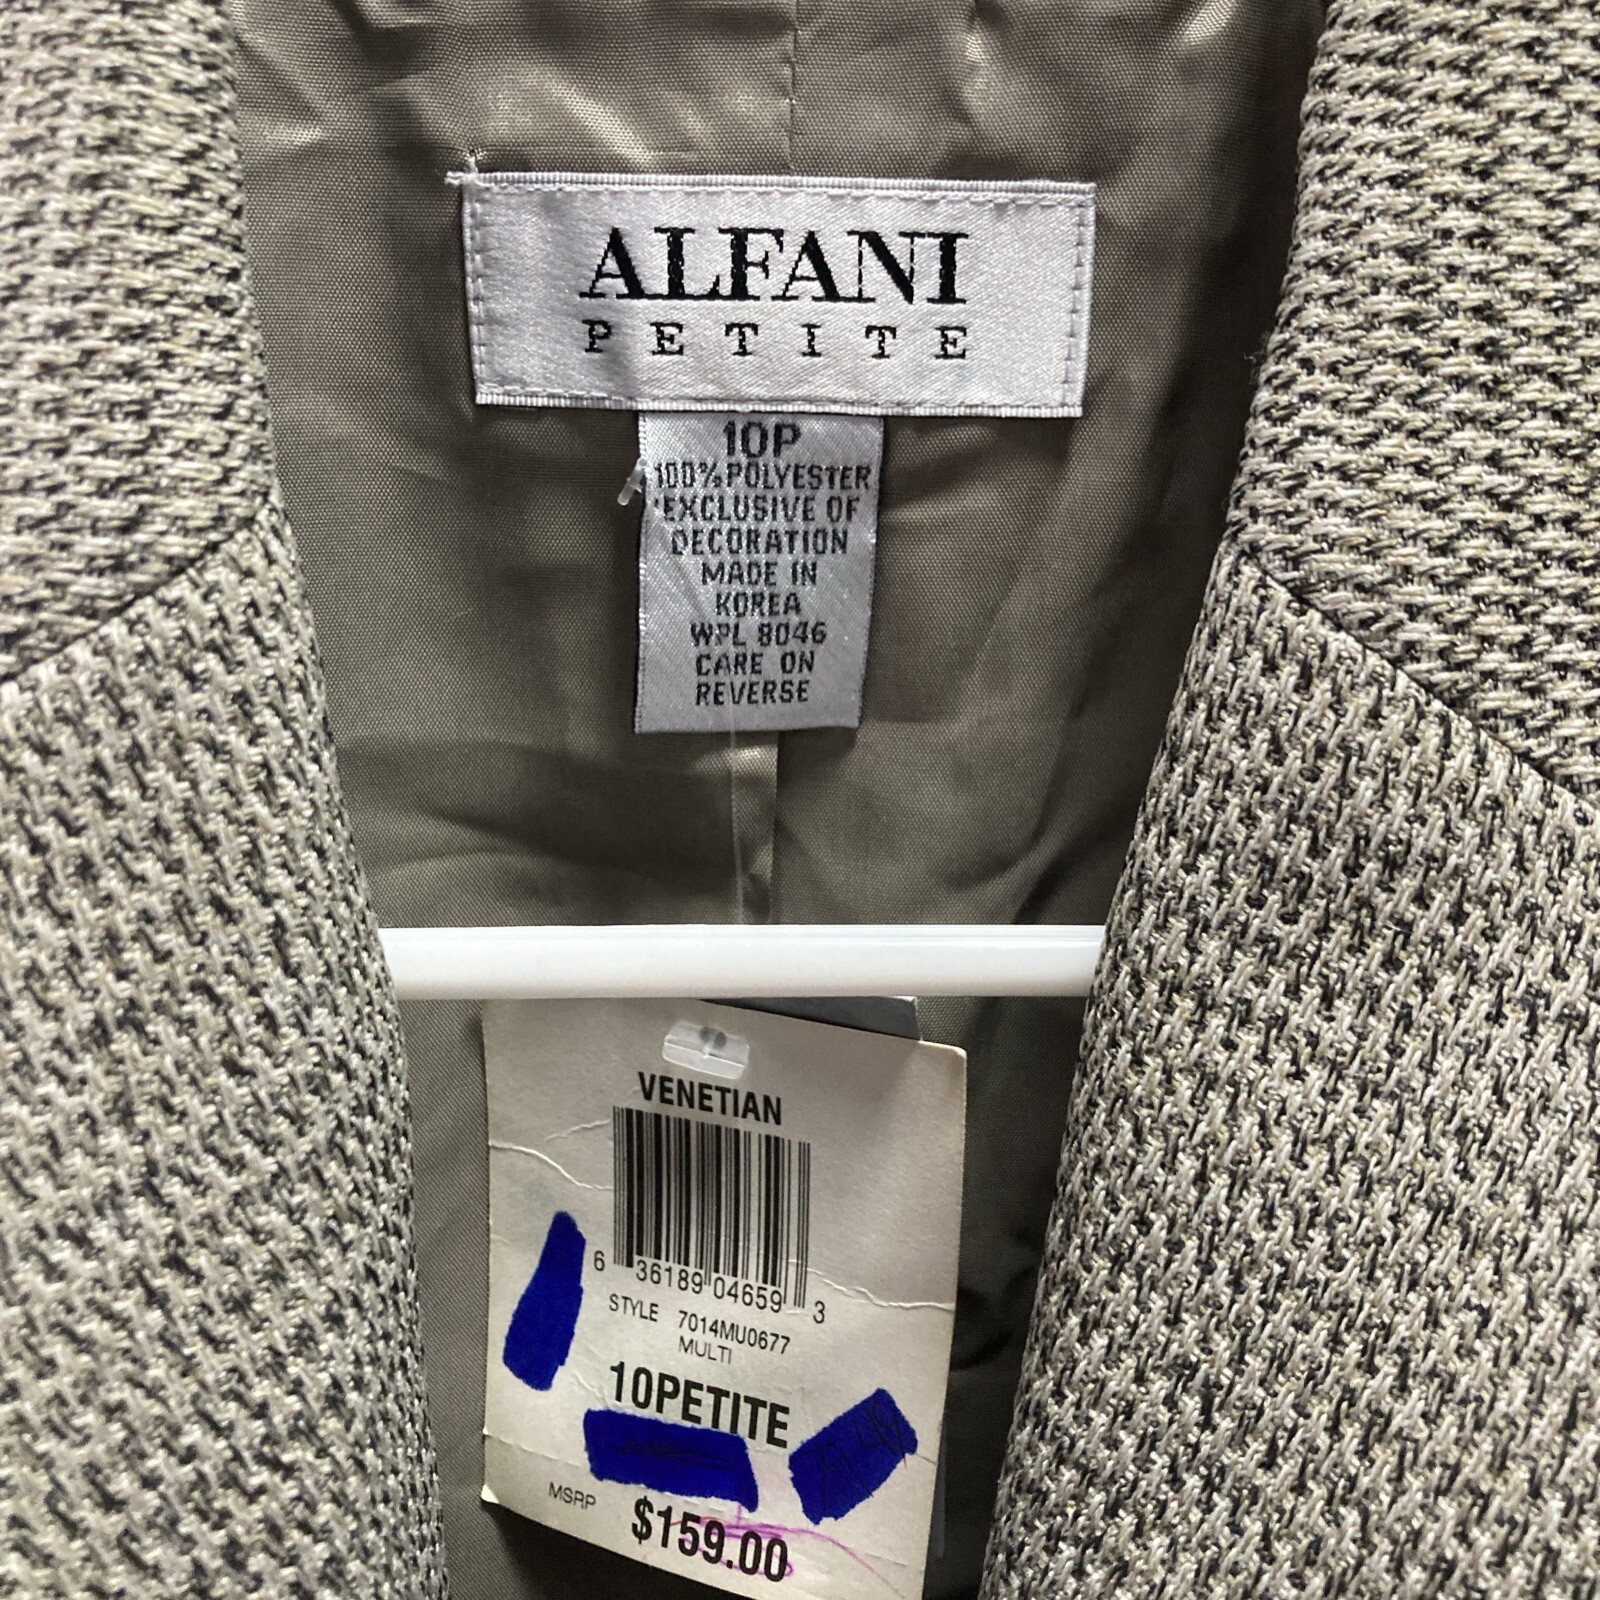 ALFANI
PETITE
10P
100% POLYESTER
EXCLUSIVE OF
DECORATION
MADE IN
KOREA
WPL 8046
CARE ON
REVERSE
VENETIAN
6 36189 04659 3
STYLE 7014MU0677
MULTI
10PETITE
MSRP $159.00